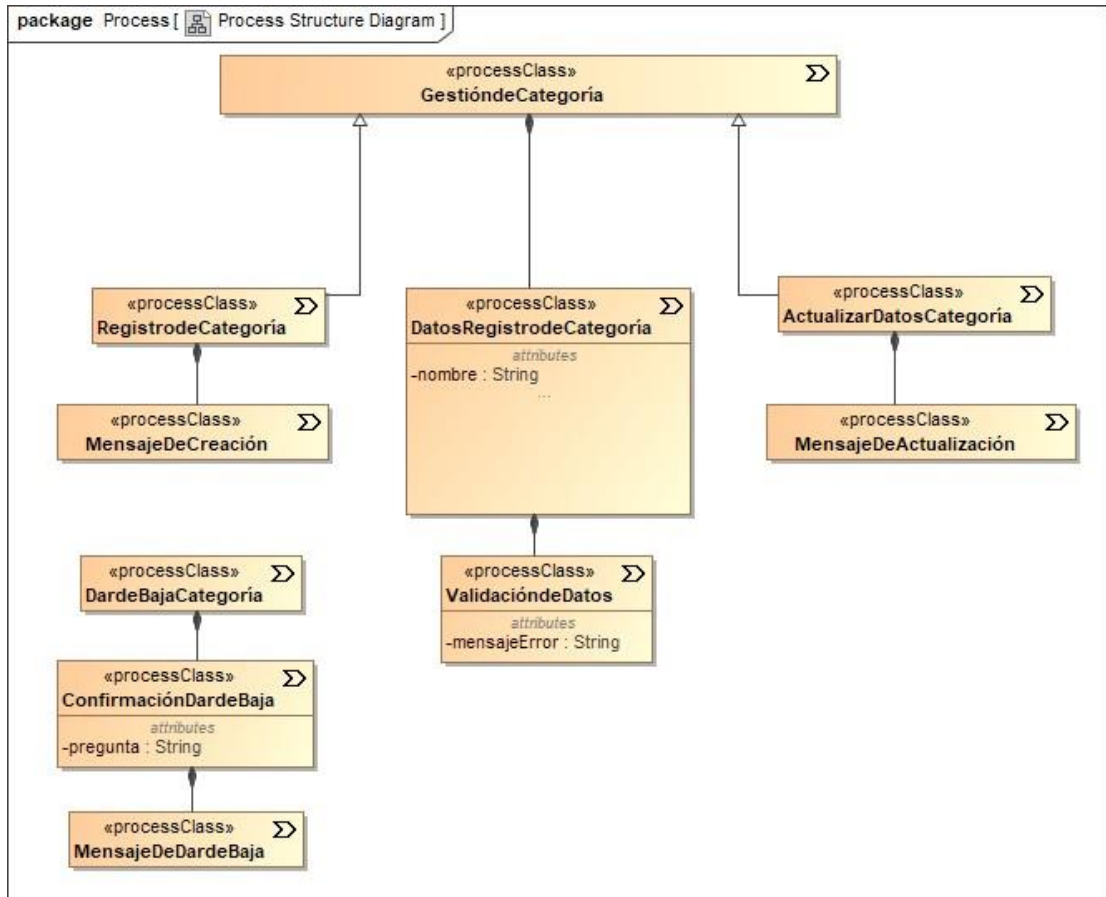 package Process [ Process Structure Diagram ]
«processClass»
GestióndeCategoría
«processClass»
RegistrodeCategoría
«processClass»
DatosRegistrodeCategoría
attributes
-nombre : String
...
«processClass»
ActualizarDatosCategoría
«processClass»
MensajeDeCreación
«processClass»
MensajeDeActualización
«processClass»
DardeBajaCategoría
«processClass»
ValidacióndeDatos
attributes
-mensajeError : String
«processClass»
ConfirmaciónDardeBaja
attributes
-pregunta : String
«processClass»
MensajeDeDardeBaja